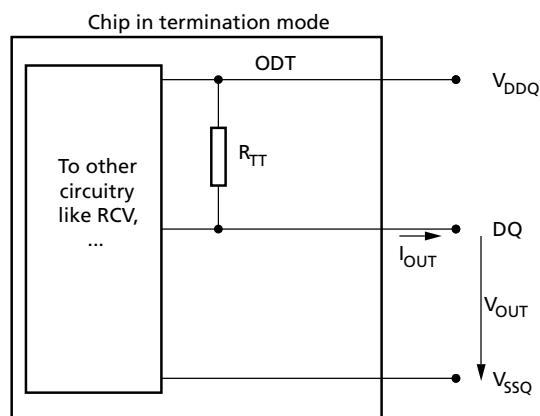 Chip in termination mode
ODT
V_DDQ
R_TT
To other
circuitry
like RCV,
...
DQ
I_OUT
V_OUT
V_SSQ